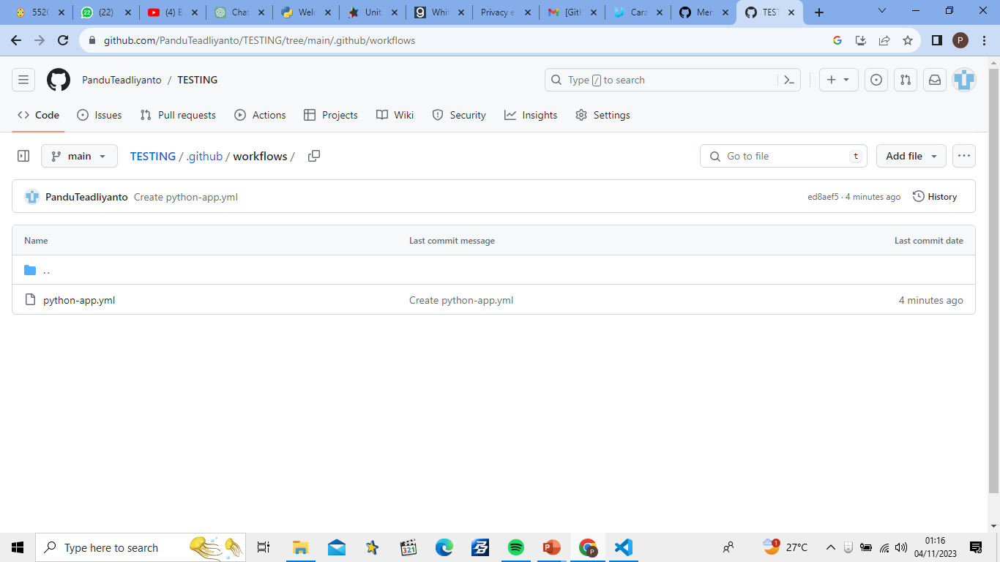 552( (22) (4) B Chat Welc Unit Whit Privacy e [Gith Cara Mer TEST
github.com/PanduTeadliyanto/TESTING/tree/main/.github/workflows P
PanduTeadliyanto / TESTING Type / to search
Code Issues Pull requests Actions Projects Wiki Security Insights Settings
main TESTING / .github / workflows / Go to file t Add file
PanduTeadliyanto Create python-app.yml ed8aef5 · 4 minutes ago History
Name Last commit message Last commit date
..
python-app.yml Create python-app.yml 4 minutes ago
Type here to search 321 P 1 27°C 01:16
04/11/2023